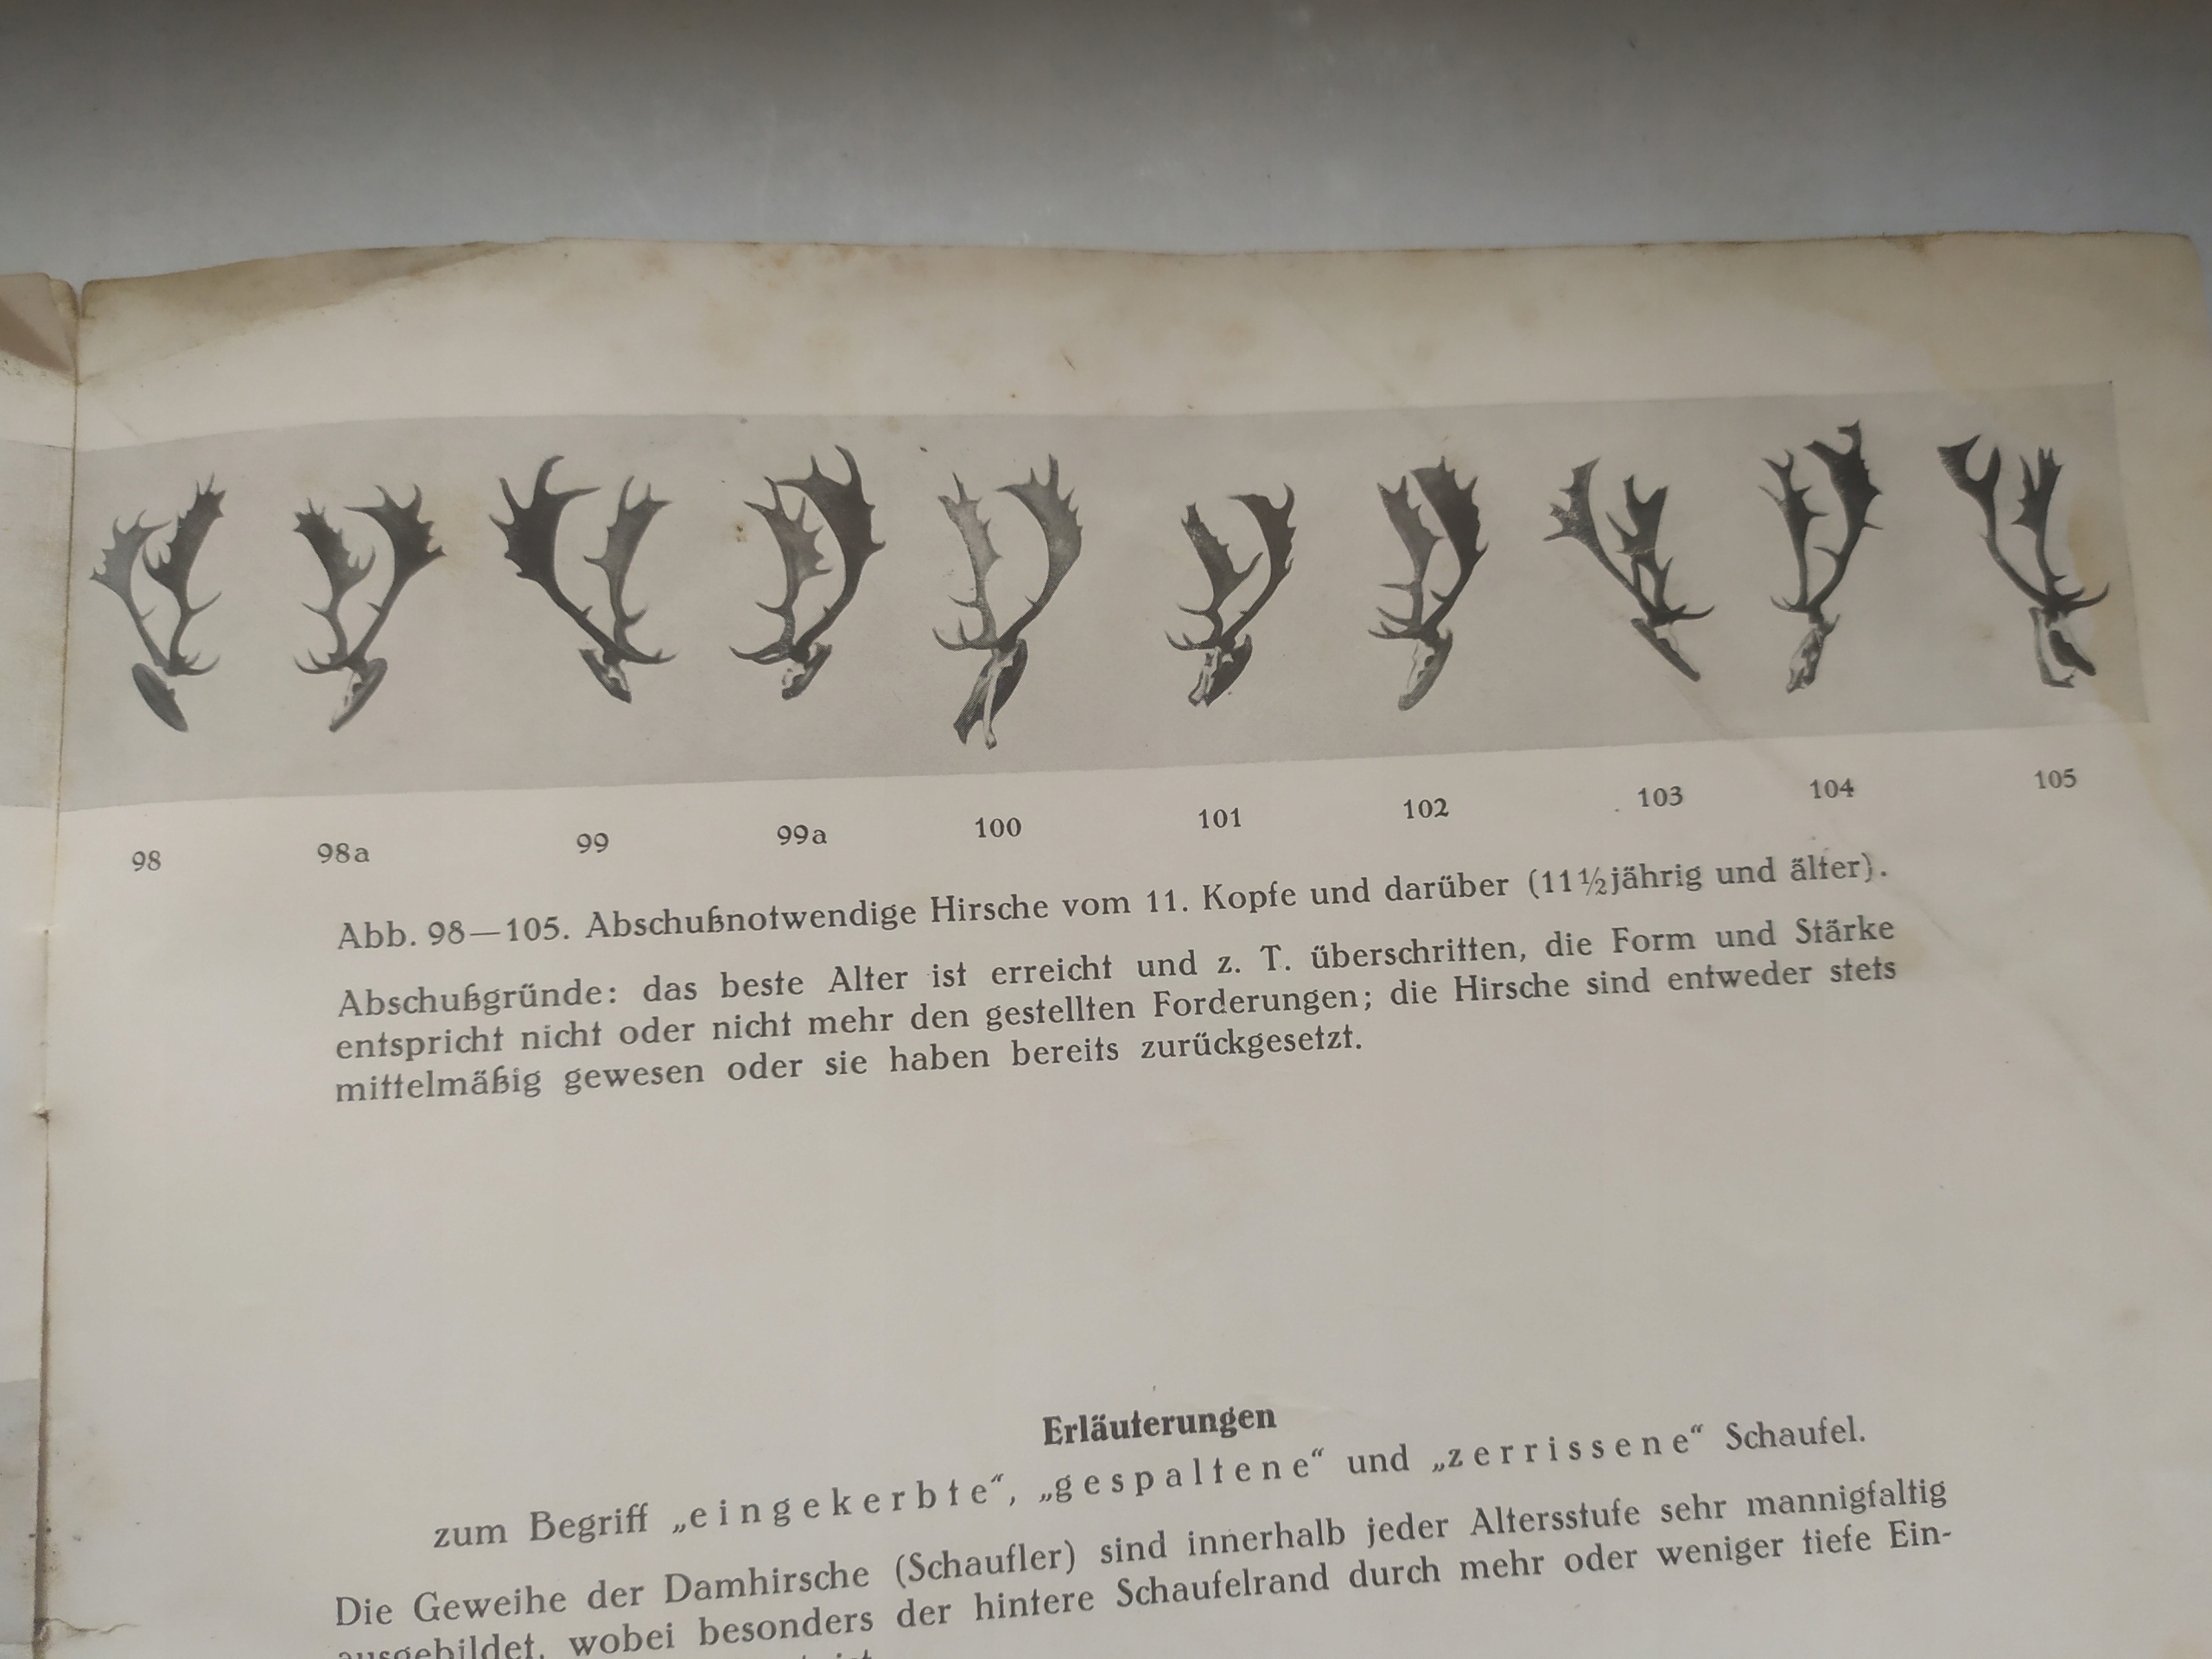 98 98a 99 99a 100 101 102 103 104 105
Abb. 98—105. Abschußnotwendige Hirsche vom 11. Kopfe und darüber (11½jährig und älter).
Abschußgründe: das beste Alter ist erreicht und z. T. überschritten, die Form und Stärke
entspricht nicht oder nicht mehr den gestellten Forderungen; die Hirsche sind entweder stets
mittelmäßig gewesen oder sie haben bereits zurückgesetzt.
Erläuterungen
zum Begriff „eingekerbte“, „gespaltene“ und „zerrissene“ Schaufel.
Die Geweihe der Damhirsche (Schaufler) sind innerhalb jeder Altersstufe sehr mannigfaltig
ausgebildet, wobei besonders der hintere Schaufelrand durch mehr oder weniger tiefe Ein-